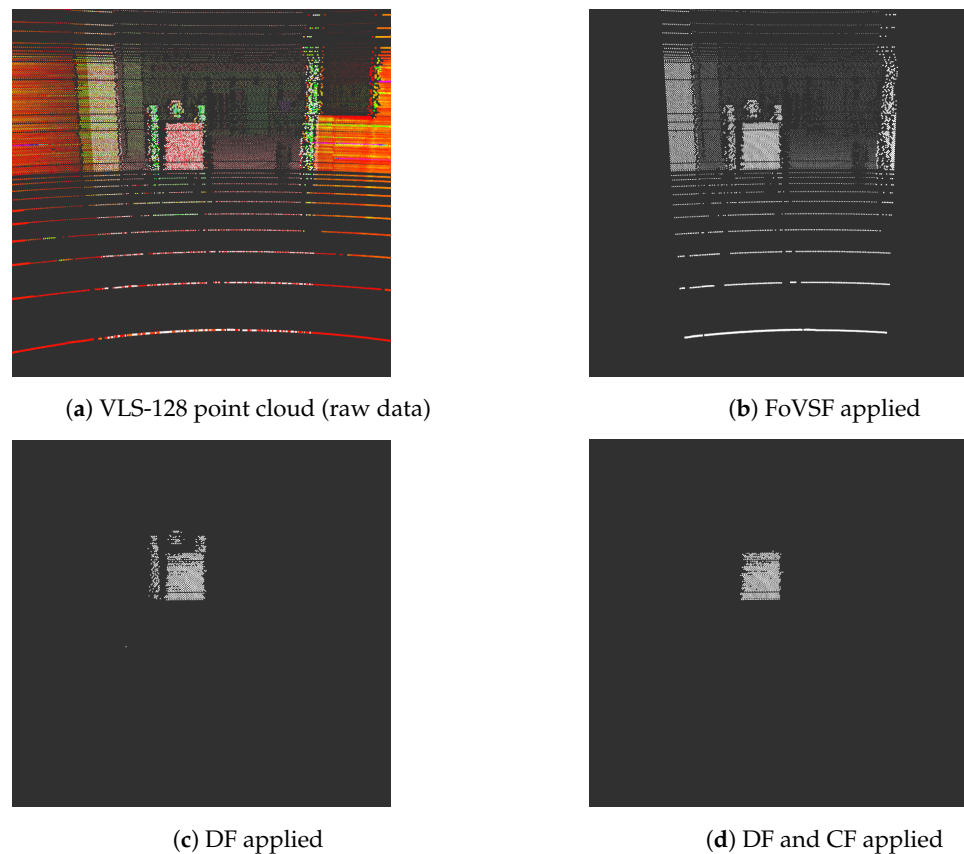 (a) VLS-128 point cloud (raw data)
(b) FoVSF applied
(c) DF applied
(d) DF and CF applied